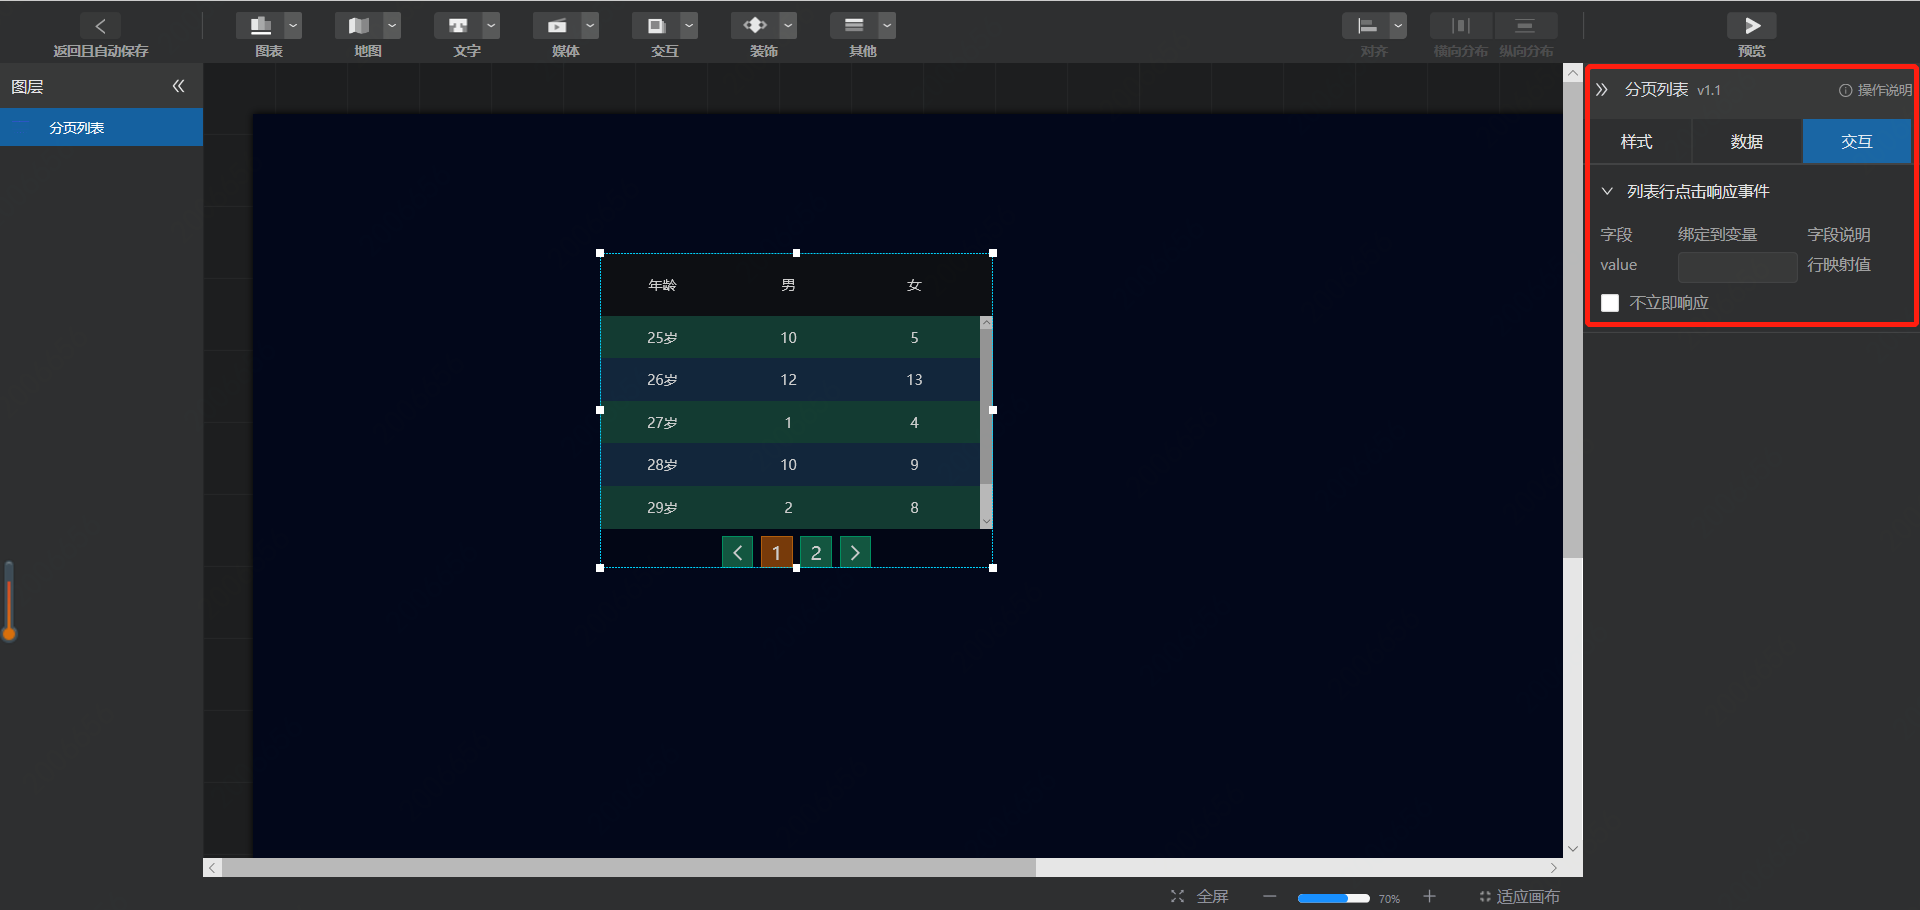 返回且自动保存
图表
地图
文字
媒体
交互
装饰
其他
对齐
横向分布
纵向分布
预览
图层
分页列表
分页列表 v1.1
操作说明
样式 数据 交互
列表行点击响应事件
字段 绑定到变量 字段说明
value 行映射值
不立即响应
年龄 男 女
25岁 10 5
26岁 12 13
27岁 1 4
28岁 10 9
29岁 2 8
1 2
全屏
70%
适应画布